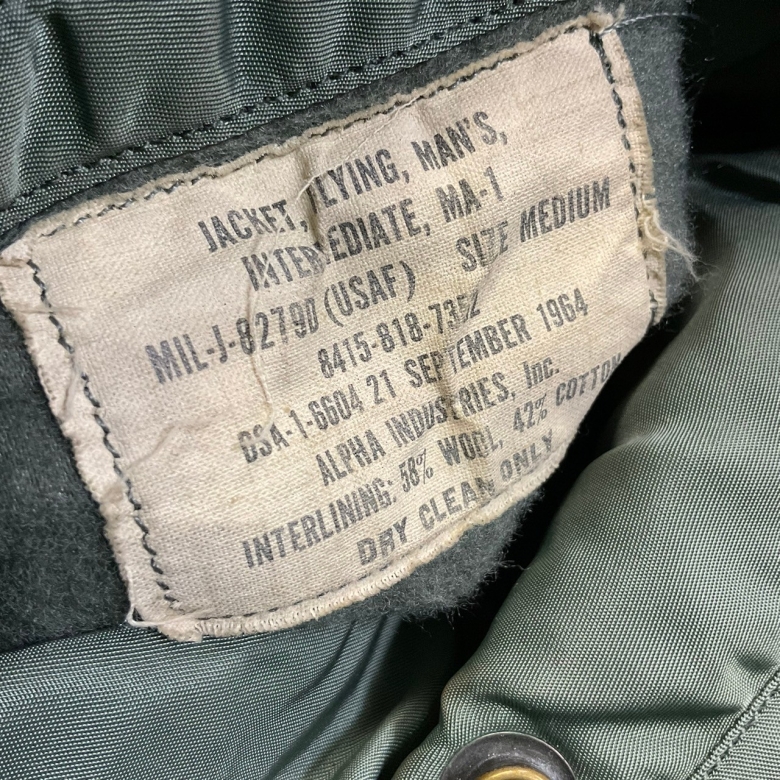 JACKET, FLYING, MAN'S,
INTERMEDIATE, MA-1
SIZE MEDIUM
MIL-J-8279D (USAF)
8415-818-7352
DSA-1-6604 21 SEPTEMBER 1964
ALPHA INDUSTRIES, Inc.
INTERLINING: 58% WOOL, 42% COTTON
DRY CLEAN ONLY